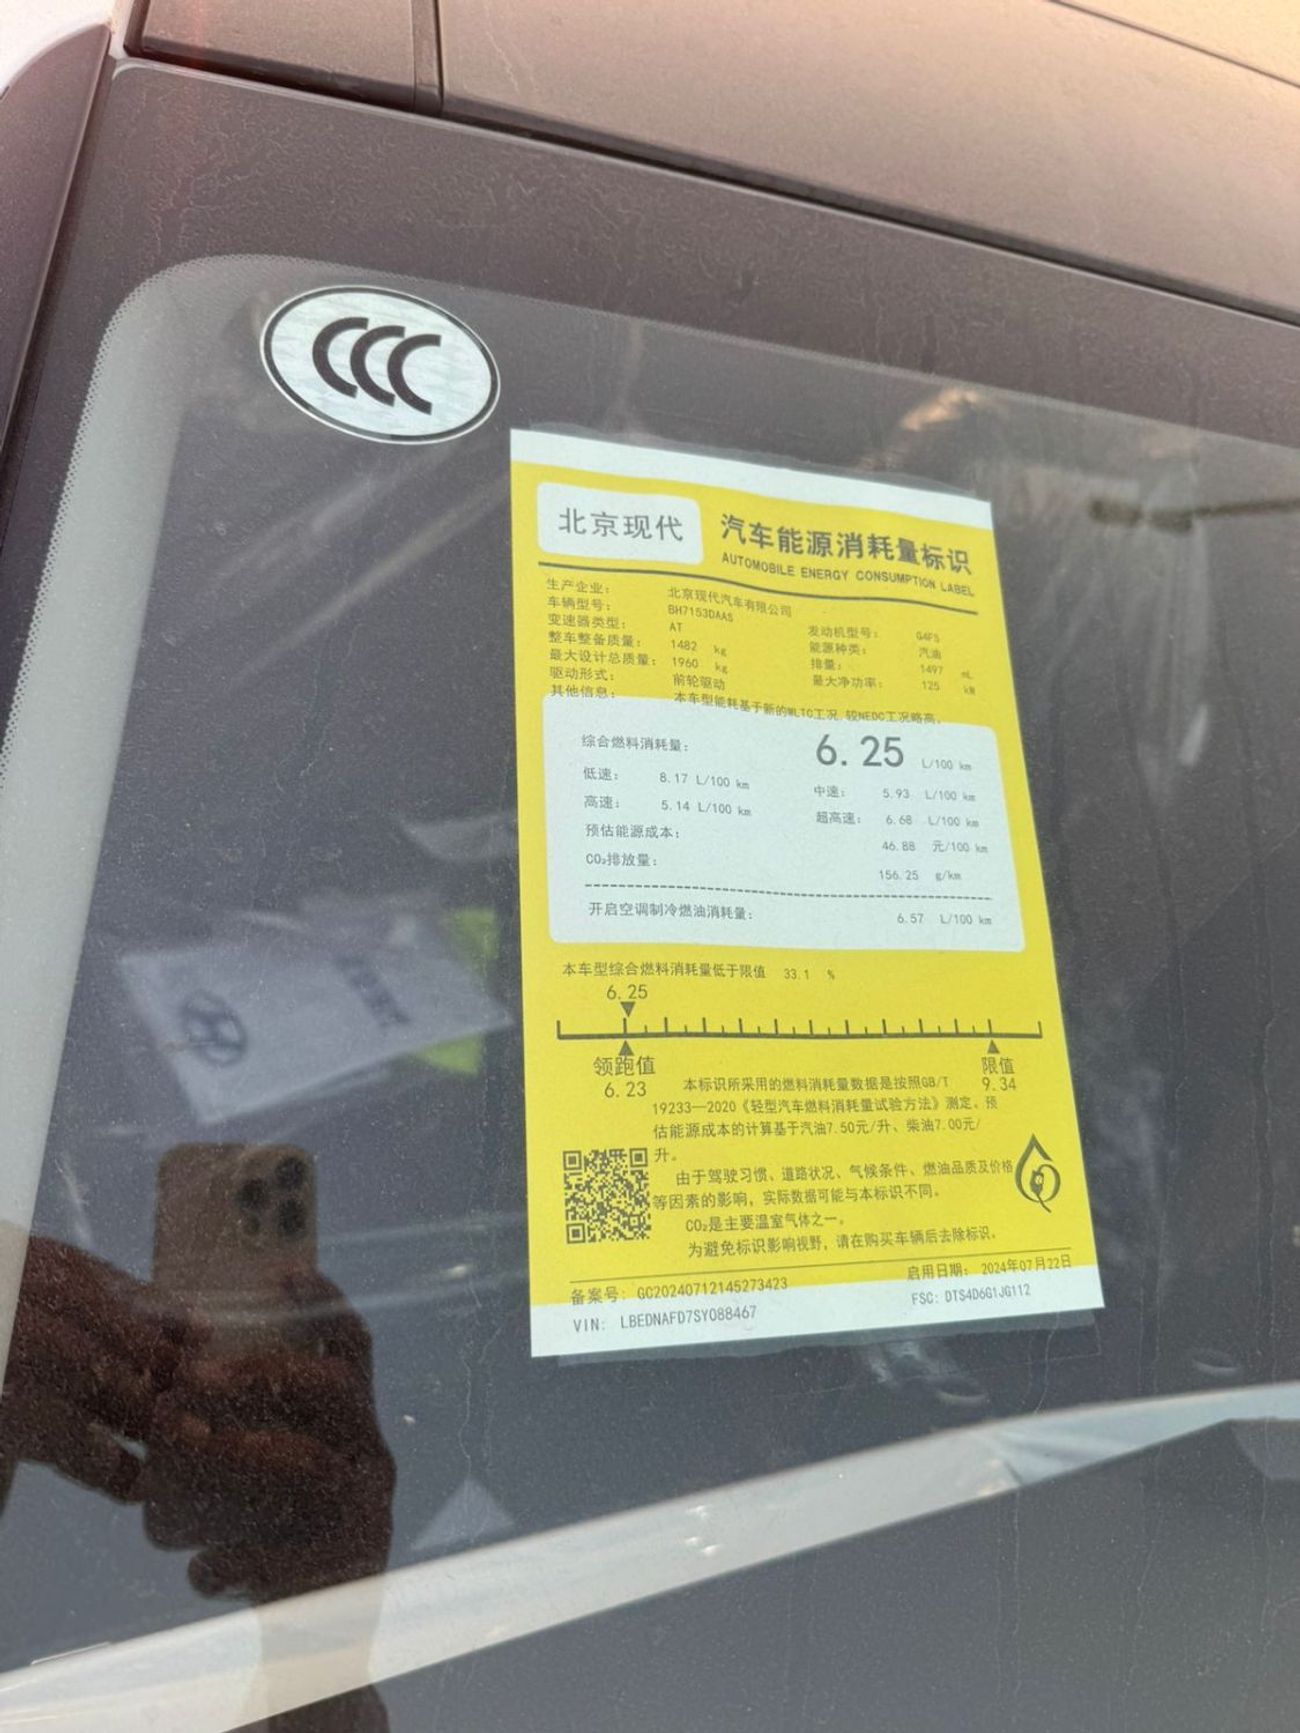 CCC
北京现代
汽车能源消耗量标识
AUTOMOBILE ENERGY CONSUMPTION LABEL
生产企业： 北京现代汽车有限公司
车辆型号： BH7153DAAS
变速器类型： AT 发动机型号： G4FS
整车整备质量： 1482 kg 能源种类： 汽油
最大设计总质量： 1960 kg 排量： 1497 mL
驱动形式： 前轮驱动 最大净功率： 125 kW
其他信息： 本车型能耗基于新的WLTC工况,较NEDC工况略高。
综合燃料消耗量： 6.25 L/100 km
低速： 8.17 L/100 km 中速： 5.93 L/100 km
高速： 5.14 L/100 km 超高速： 6.68 L/100 km
预估能源成本： 46.88 元/100 km
CO₂排放量： 156.25 g/km
开启空调制冷燃油消耗量： 6.57 L/100 km
本车型综合燃料消耗量低于限值 33.1 %
6.25
领跑值 限值
6.23 9.34
本标识所采用的燃料消耗量数据是按照GB/T
19233—2020《轻型汽车燃料消耗量试验方法》测定。预
估能源成本的计算基于汽油7.50元/升、柴油7.00元/
升。
由于驾驶习惯、道路状况、气候条件、燃油品质及价格
等因素的影响，实际数据可能与本标识不同。
CO₂是主要温室气体之一。
为避免标识影响视野，请在购买车辆后去除标识。
备案号： GC20240712145273423 启用日期： 2024年07月22日
VIN: LBEDNAFD7SY088467 FSC: DTS4D6G1JG112